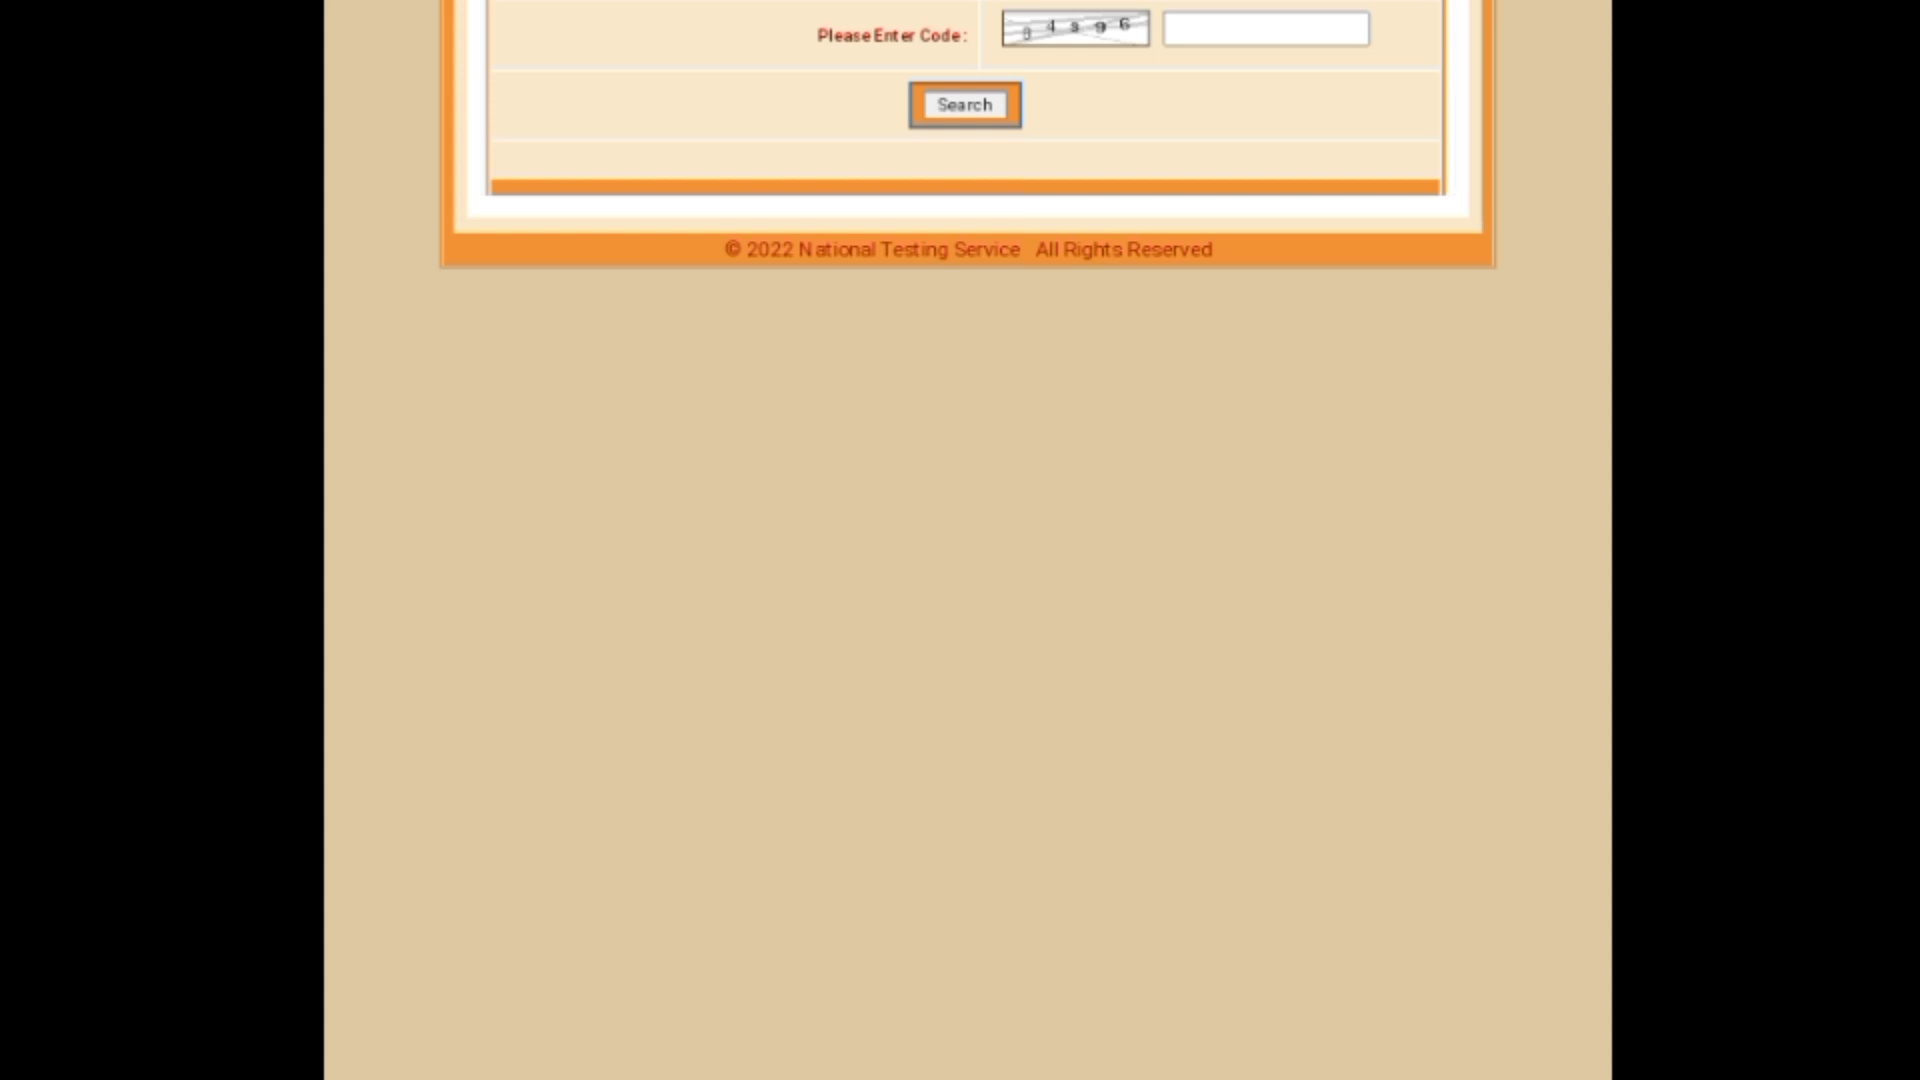 Please Enter Code:
Search
© 2022 National Testing Service All Rights Reserved